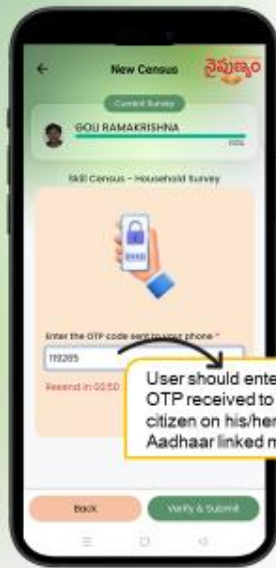 New Census
నైపుణ్యం
Current Survey
GOLI RAMAKRISHNA
100%
Skill Census - Household Survey
Enter the OTP code sent to your phone *
119265
Resend in 00:50
User should ente
OTP received to
citizen on his/her
Aadhaar linked m
Back
Verify & Submit